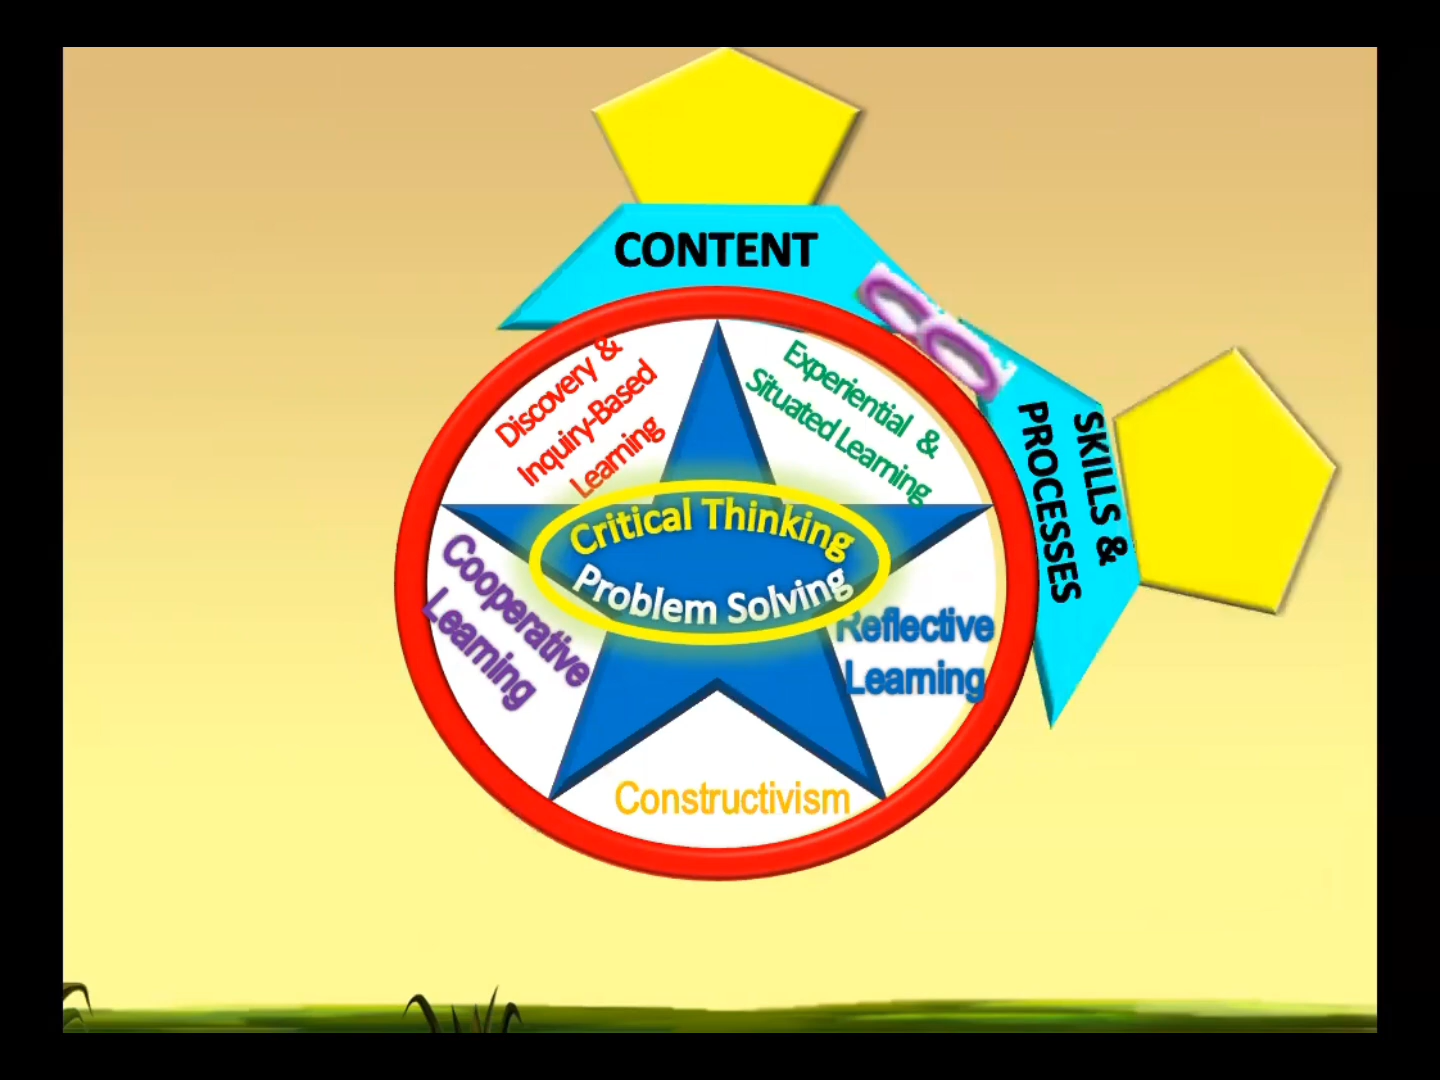 CONTENT
SKILLS &
PROCESSES
Discovery &
Inquiry-Based
Learning
Experiential &
Situated Learning
Critical Thinking
Problem Solving
Cooperative
Learning
Reflective
Learning
Constructivism